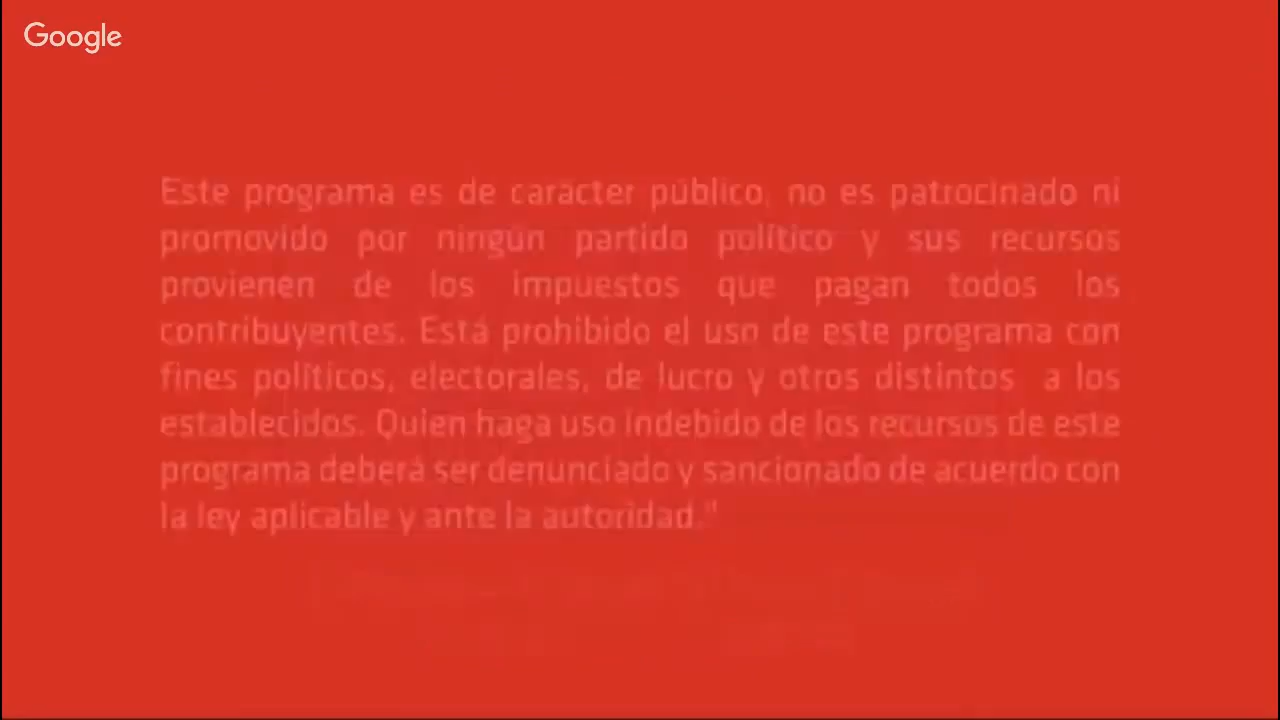 Google
Este programa es de carácter público, no es patrocinado ni
promovido por ningún partido político y sus recursos
provienen de los impuestos que pagan todos los
contribuyentes. Está prohibido el uso de este programa con
fines políticos, electorales, de lucro y otros distintos a los
establecidos. Quien haga uso indebido de los recursos de este
programa deberá ser denunciado y sancionado de acuerdo con
la ley aplicable y ante la autoridad."